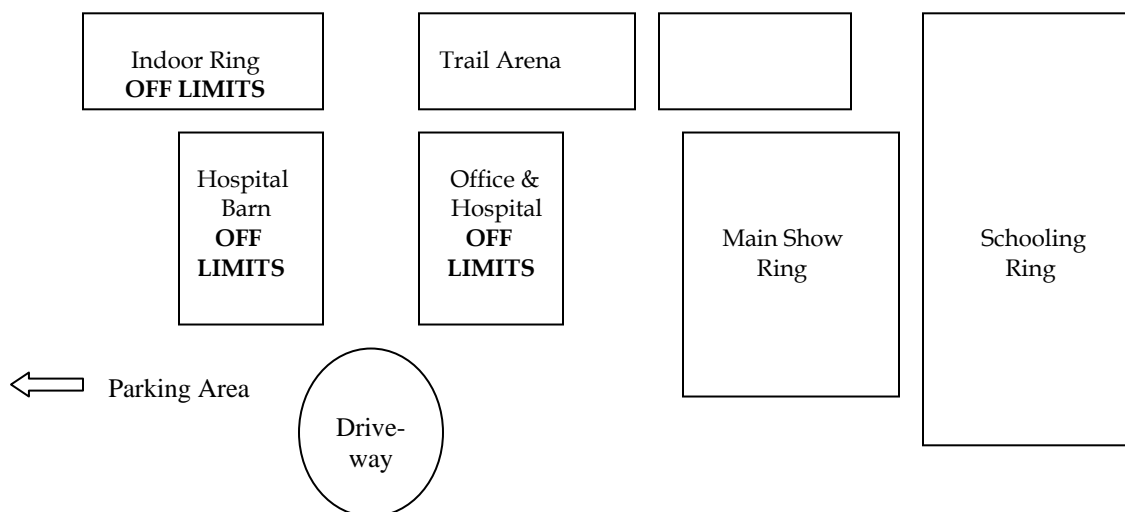 Indoor Ring
OFF LIMITS
Trail Arena
Hospital
Barn
OFF
LIMITS
Office &
Hospital
OFF
LIMITS
Main Show
Ring
Schooling
Ring
Parking Area
Drive-
way